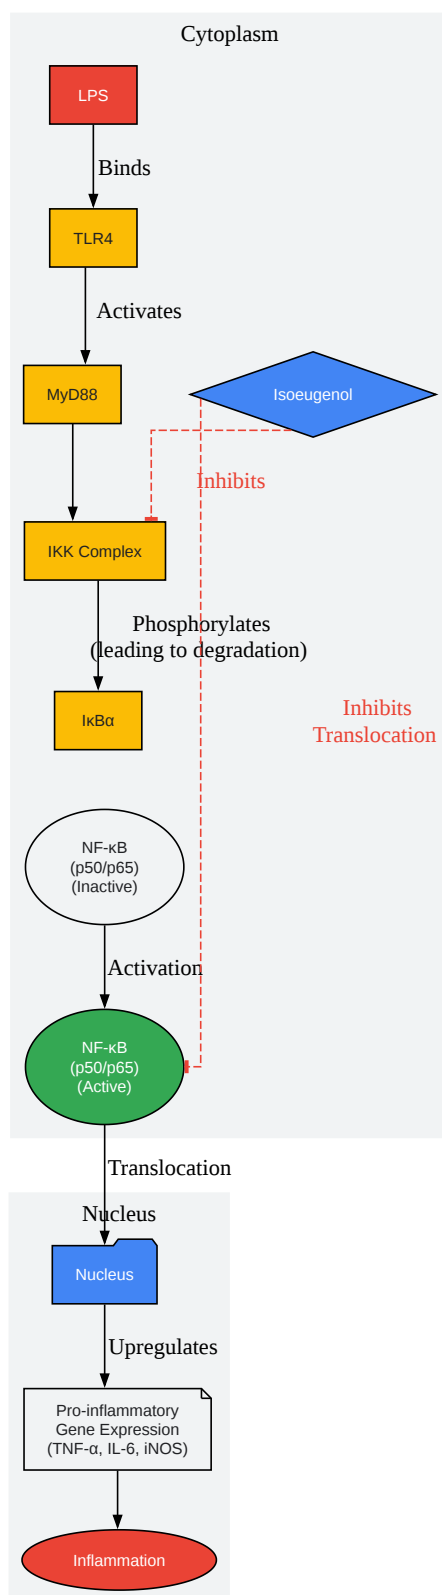 Cytoplasm
LPS
Binds
TLR4
Activates
MyD88
Isoeugenol
Inhibits
IKK Complex
Phosphorylates
(leading to degradation)
IκBα
Inhibits
Translocation
NF-κB
(p50/p65)
(Inactive)
Activation
NF-κB
(p50/p65)
(Active)
Translocation
Nucleus
Nucleus
Upregulates
Pro-inflammatory
Gene Expression
(TNF-α, IL-6, iNOS)
Inflammation